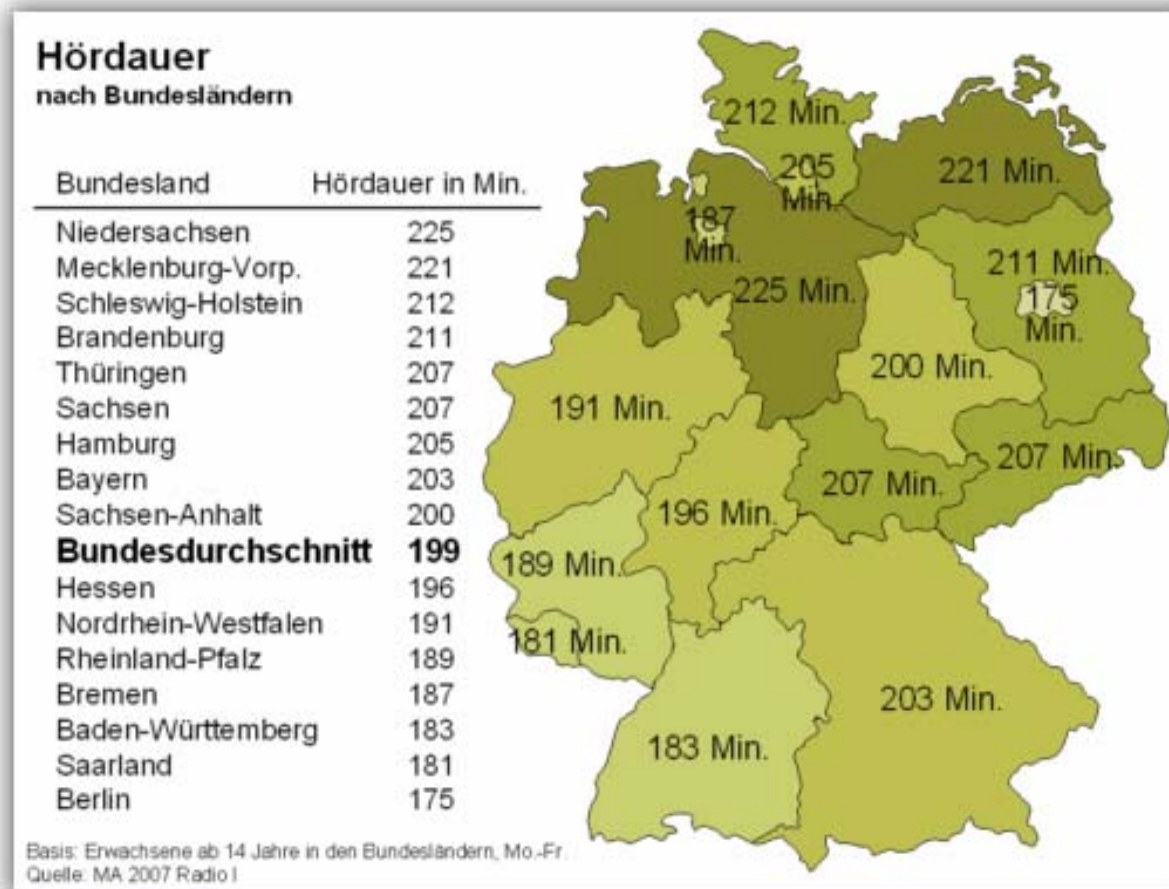 Hördauer
nach Bundesländern
Bundesland Hördauer in Min.
Niedersachsen 225
Mecklenburg-Vorp. 221
Schleswig-Holstein 212
Brandenburg 211
Thüringen 207
Sachsen 207
Hamburg 205
Bayern 203
Sachsen-Anhalt 200
Bundesdurchschnitt 199
Hessen 196
Nordrhein-Westfalen 191
Rheinland-Pfalz 189
Bremen 187
Baden-Württemberg 183
Saarland 181
Berlin 175
Basis: Erwachsene ab 14 Jahre in den Bundesländern, Mo.-Fr.
Quelle: MA 2007 Radio I
212 Min.
205
Min.
221 Min.
187
Min.
211 Min.
175
Min.
225 Min.
200 Min.
191 Min.
207 Min.
207 Min.
196 Min.
189 Min.
181 Min.
203 Min.
183 Min.